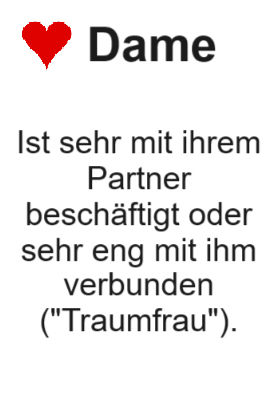 Dame
Ist sehr mit ihrem
Partner
beschäftigt oder
sehr eng mit ihm
verbunden
("Traumfrau").